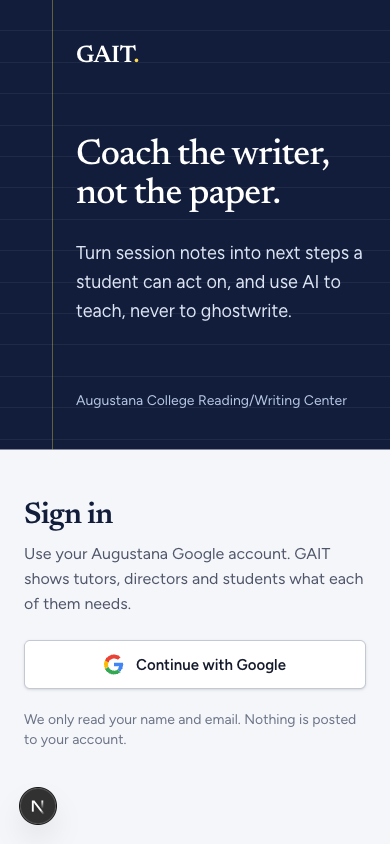 GAIT.
Coach the writer,
not the paper.
Turn session notes into next steps a
student can act on, and use AI to
teach, never to ghostwrite.
Augustana College Reading/Writing Center
Sign in
Use your Augustana Google account. GAIT
shows tutors, directors and students what each
of them needs.
Continue with Google
We only read your name and email. Nothing is posted
to your account.
N